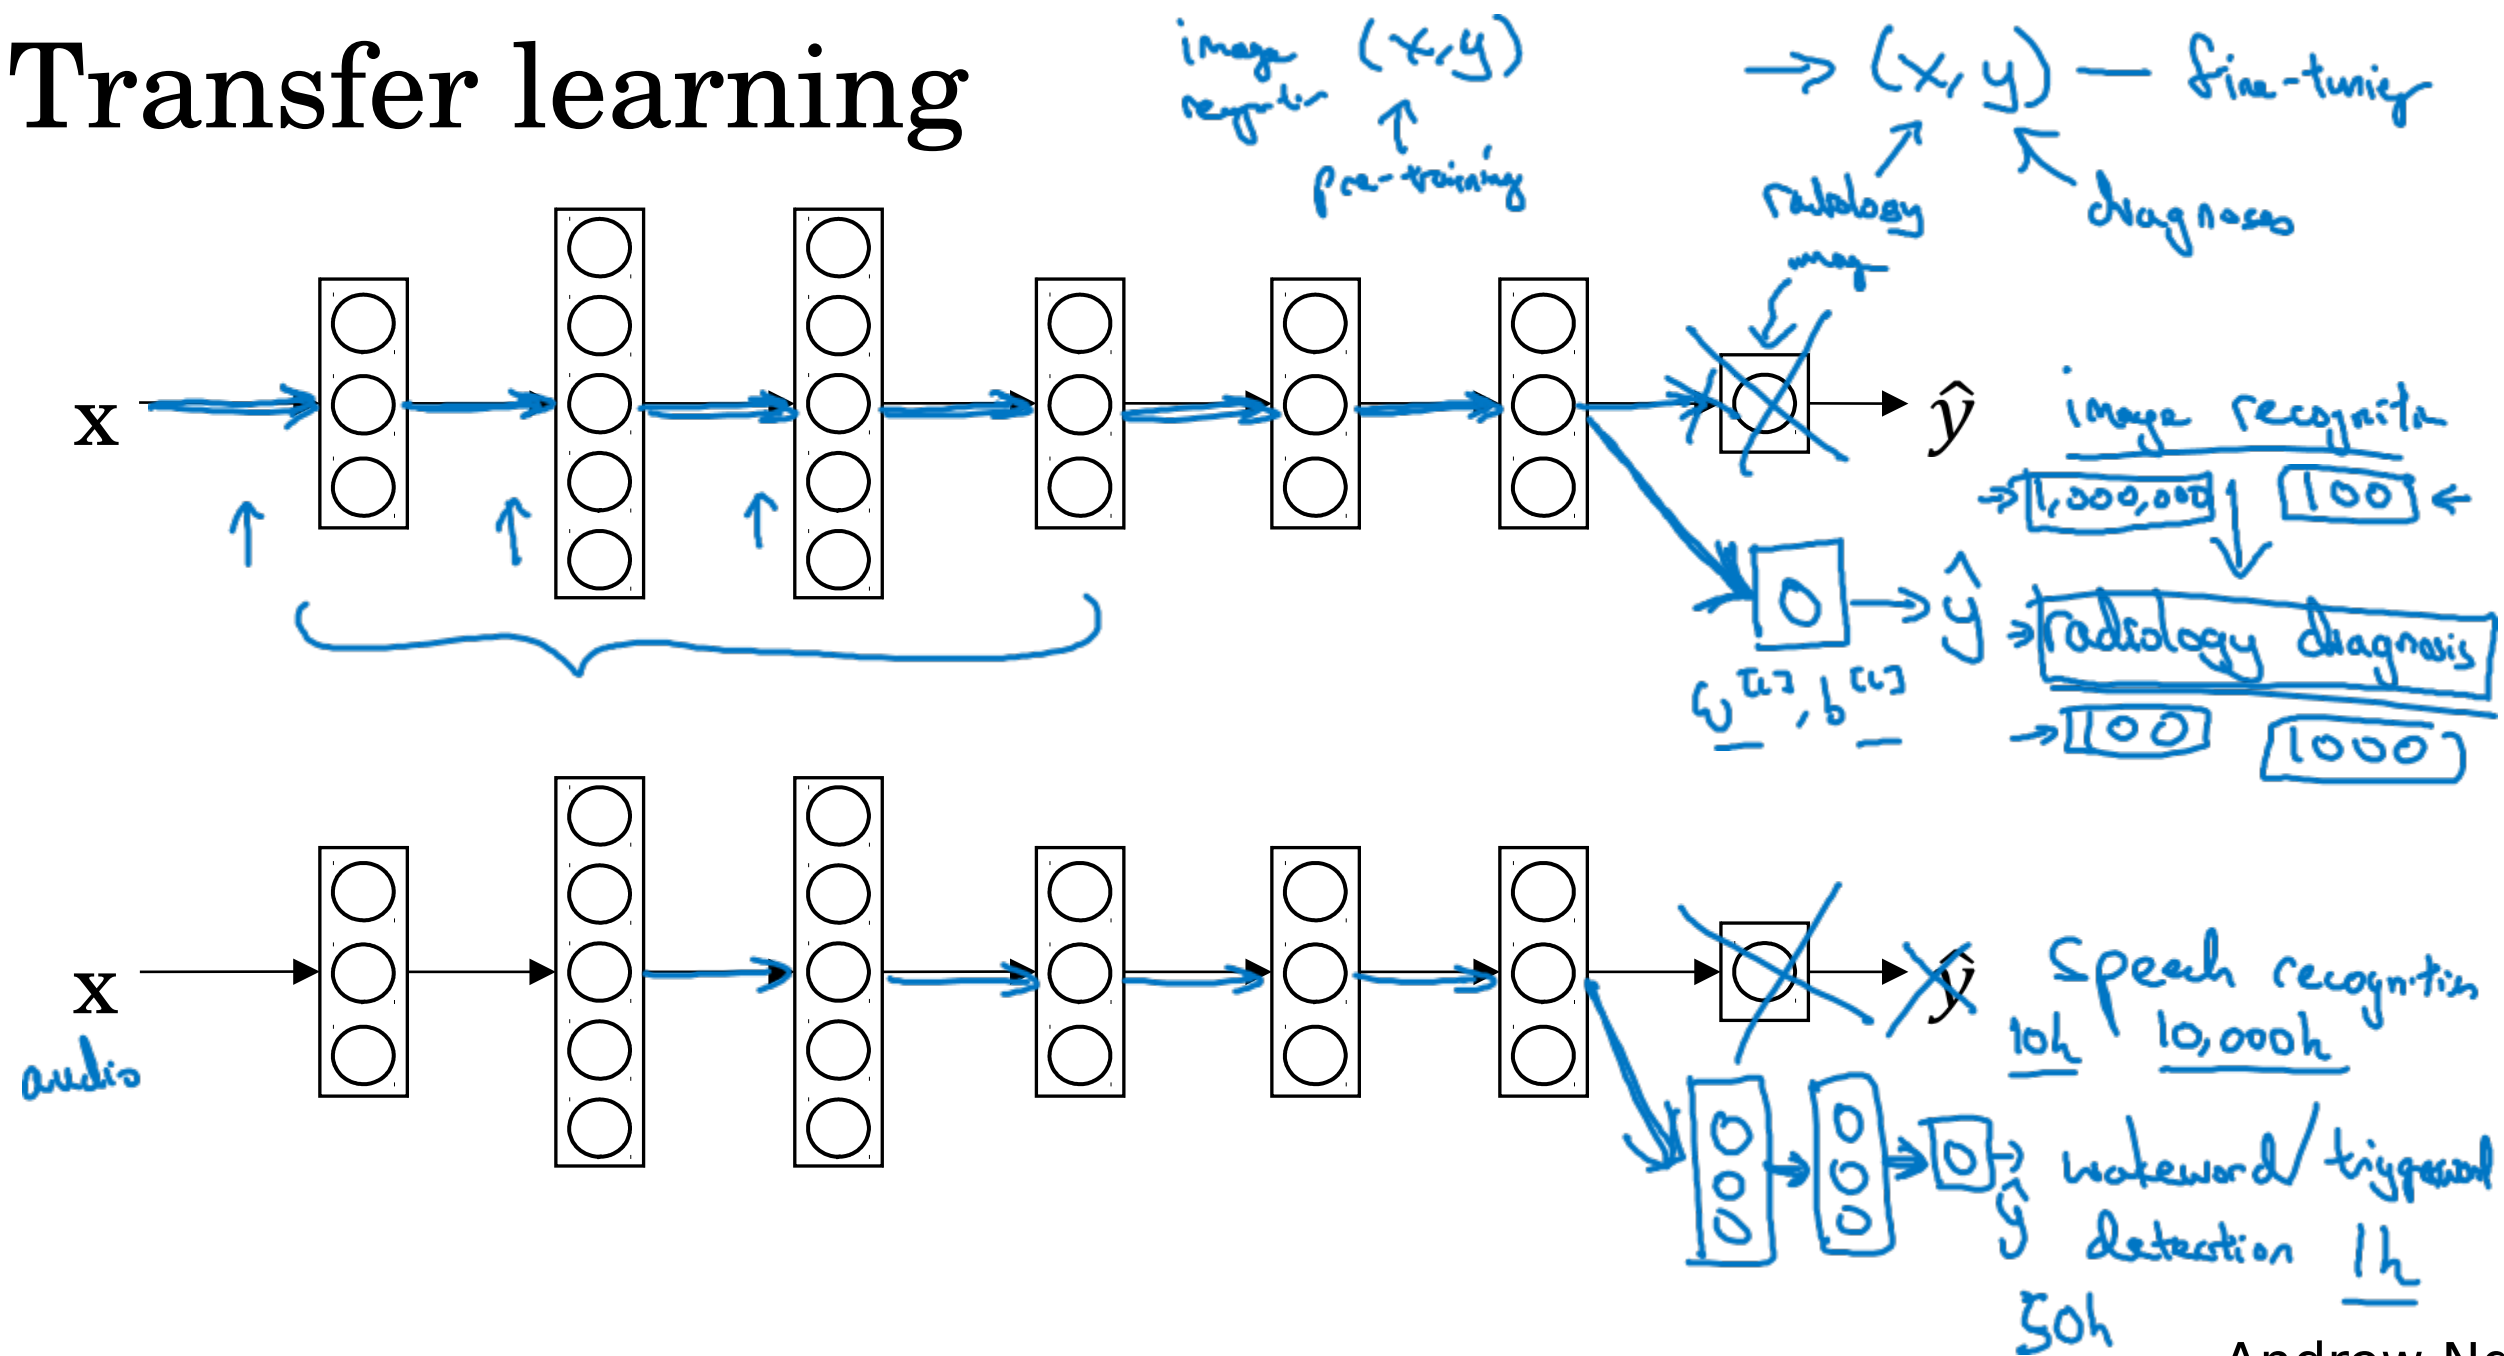 Transfer learning
image (x,y)
recognition
pre-training
→ (x, y) — fine-tuning
radiology
image
diagnoses
x
ŷ
image recognition
→ 1,000,000
100 ←
ŷ
→ radiology diagnosis
w[L], b[L]
→ 100
1000
x
ŷ
audio
Speech recognition
10h 10,000h
ŷ
wakeword/triggerword
detection 1h
50h